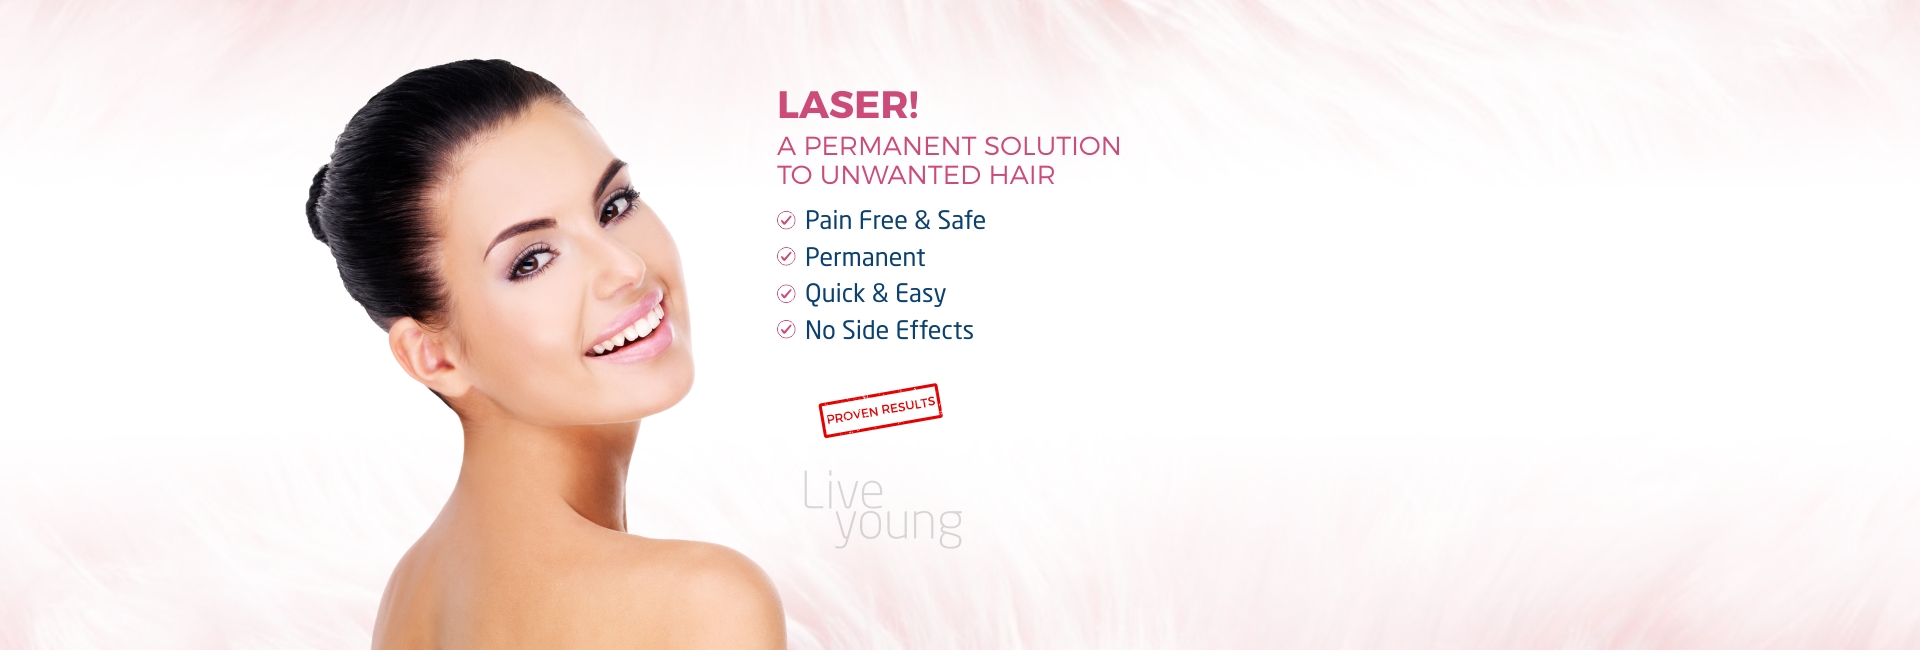 LASER!
A PERMANENT SOLUTION
TO UNWANTED HAIR
Pain Free & Safe
Permanent
Quick & Easy
No Side Effects
PROVEN RESULTS
Live
young